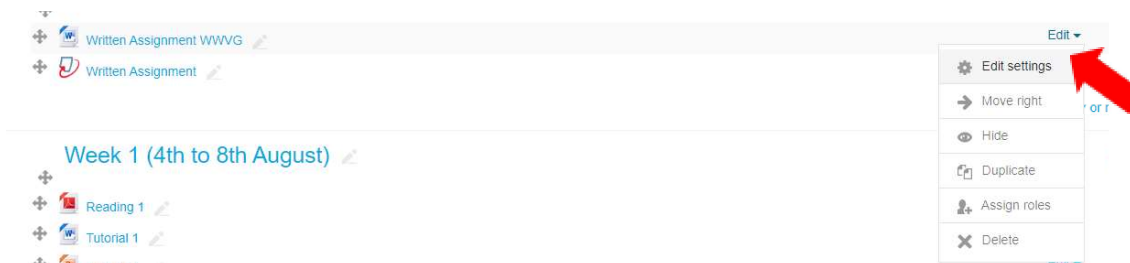 Written Assignment WWVG
Edit
Written Assignment
Edit settings
Move right
or
Hide
Week 1 (4th to 8th August)
Duplicate
Reading 1
Assign roles
Tutorial 1
Delete